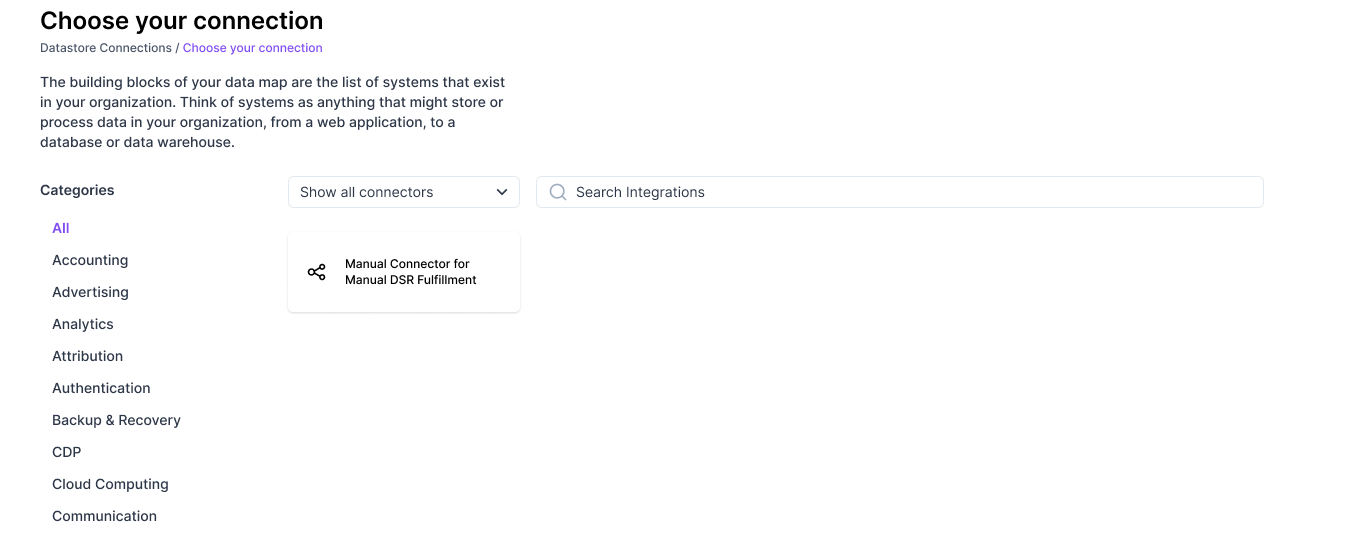 Choose your connection
Datastore Connections / Choose your connection
The building blocks of your data map are the list of systems that exist
in your organization. Think of systems as anything that might store or
process data in your organization, from a web application, to a
database or data warehouse.
Categories
Show all connectors
Search Integrations
All
Accounting
Advertising
Analytics
Attribution
Authentication
Backup & Recovery
CDP
Cloud Computing
Communication
Manual Connector for
Manual DSR Fulfillment